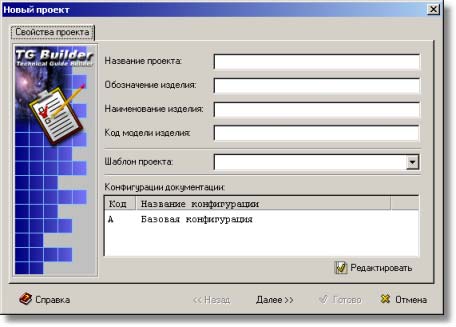 Новый проект
Свойства проекта
TG Builder
Technical Guide Builder
Название проекта:
Обозначение изделия:
Наименование изделия:
Код модели изделия:
Шаблон проекта:
Конфигурации документации:
Код Название конфигурации
А Базовая конфигурация
Редактировать
Справка << Назад Далее >> Готово Отмена